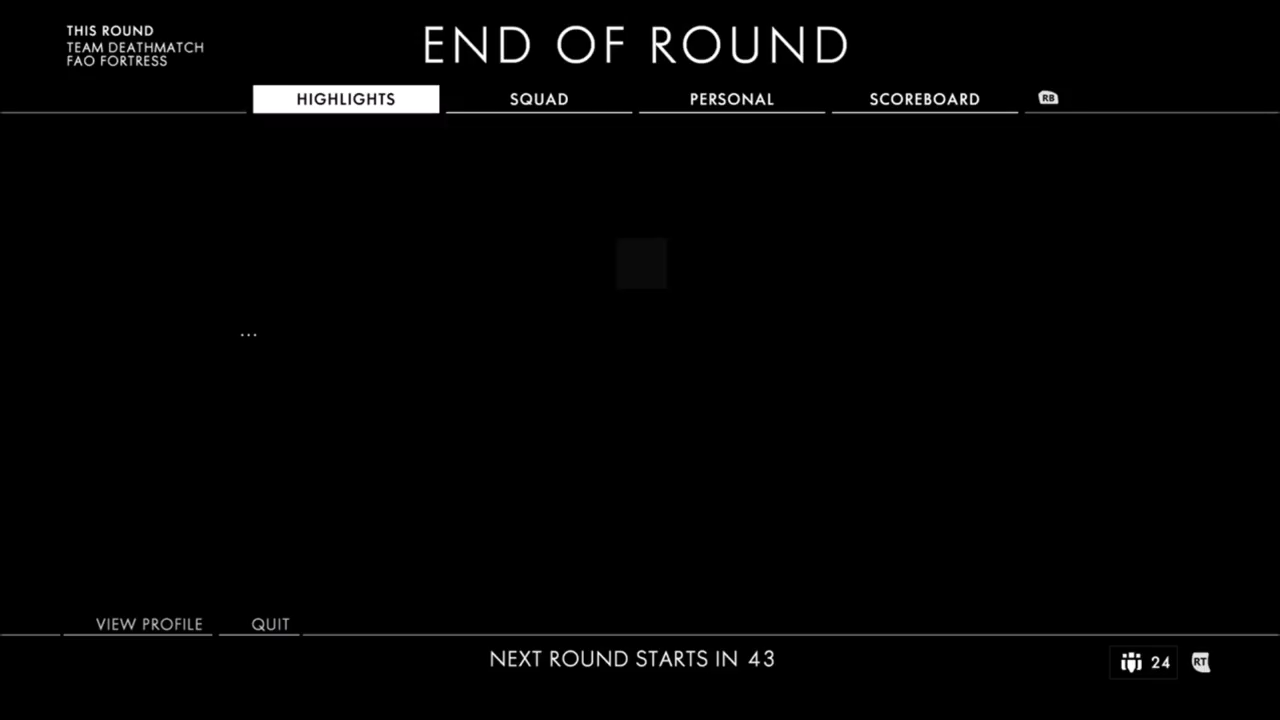 THIS ROUND
TEAM DEATHMATCH
FAO FORTRESS
END OF ROUND
HIGHLIGHTS
SQUAD
PERSONAL
SCOREBOARD
RB
...
VIEW PROFILE
QUIT
NEXT ROUND STARTS IN 43
24
RT